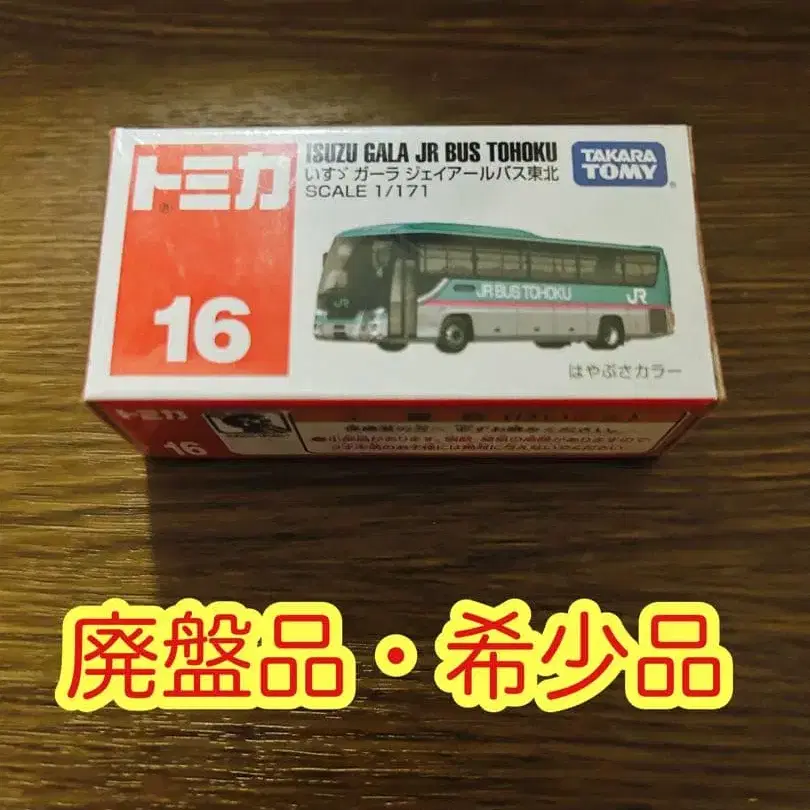 トミカ
16
ISUZU GALA JR BUS TOHOKU
いすゞ ガーラ ジェイアールバス東北
SCALE 1/171
TAKARA
TOMY
JR
JR BUS TOHOKU
JR
はやぶさカラー
トミカ
16
廃盤品・希少品